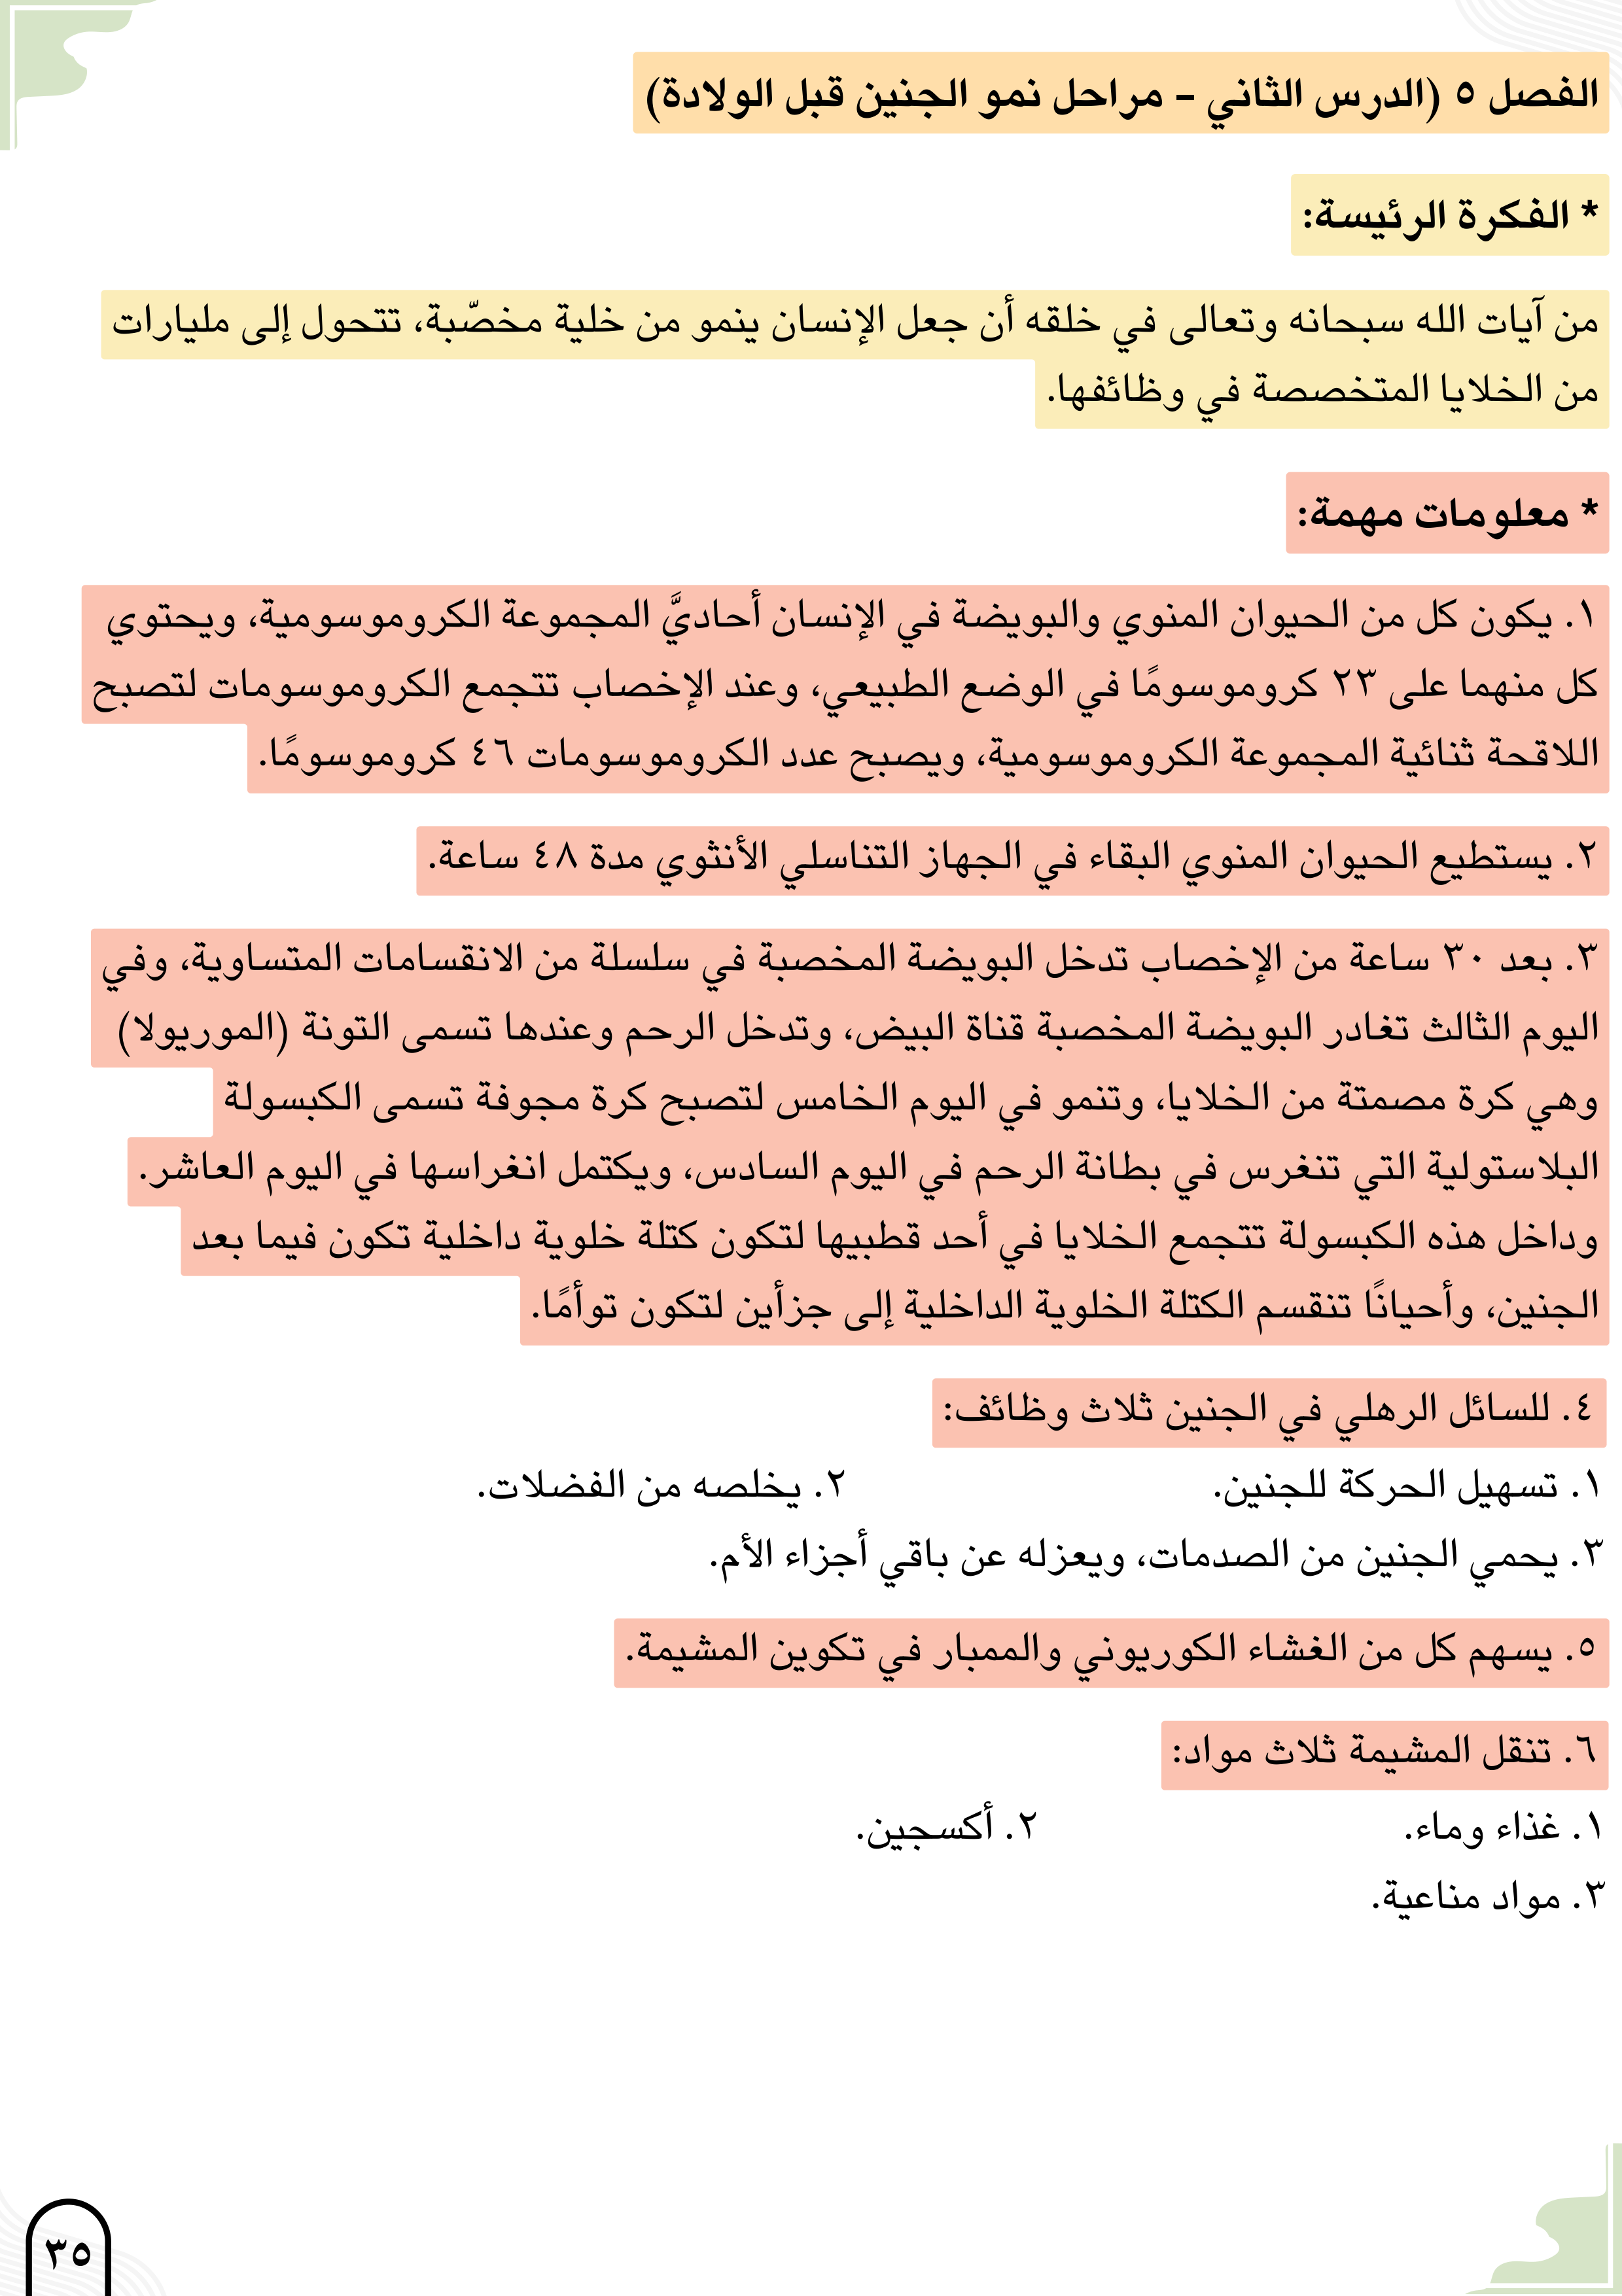 الفصل ٥ (الدرس الثاني - مراحل نمو الجنين قبل الولادة)
* الفكرة الرئيسة:
من آيات الله سبحانه وتعالى في خلقه أن جعل الإنسان ينمو من خلية مخصّبة، تتحول إلى مليارات
من الخلايا المتخصصة في وظائفها.
* معلومات مهمة:
١. يكون كل من الحيوان المنوي والبويضة في الإنسان أحاديَّ المجموعة الكروموسومية، ويحتوي
كل منهما على ٢٣ كروموسومًا في الوضع الطبيعي، وعند الإخصاب تتجمع الكروموسومات لتصبح
اللاقحة ثنائية المجموعة الكروموسومية، ويصبح عدد الكروموسومات ٤٦ كروموسومًا.
٢. يستطيع الحيوان المنوي البقاء في الجهاز التناسلي الأنثوي مدة ٤٨ ساعة.
٣. بعد ٣٠ ساعة من الإخصاب تدخل البويضة المخصبة في سلسلة من الانقسامات المتساوية، وفي
اليوم الثالث تغادر البويضة المخصبة قناة البيض، وتدخل الرحم وعندها تسمى التوتة (الموريولا)
وهي كرة مصمتة من الخلايا، وتنمو في اليوم الخامس لتصبح كرة مجوفة تسمى الكبسولة
البلاستولية التي تنغرس في بطانة الرحم في اليوم السادس، ويكتمل انغراسها في اليوم العاشر.
وداخل هذه الكبسولة تتجمع الخلايا في أحد قطبيها لتكون كتلة خلوية داخلية تكون فيما بعد
الجنين، وأحيانًا تنقسم الكتلة الخلوية الداخلية إلى جزأين لتكون توأمًا.
٤. للسائل الرهلي في الجنين ثلاث وظائف:
١. تسهيل الحركة للجنين. ٢. يخلصه من الفضلات.
٣. يحمي الجنين من الصدمات، ويعزله عن باقي أجزاء الأم.
٥. يسهم كل من الغشاء الكوريوني والممبار في تكوين المشيمة.
٦. تنقل المشيمة ثلاث مواد:
١. غذاء وماء. ٢. أكسجين.
٣. مواد مناعية.
٣٥